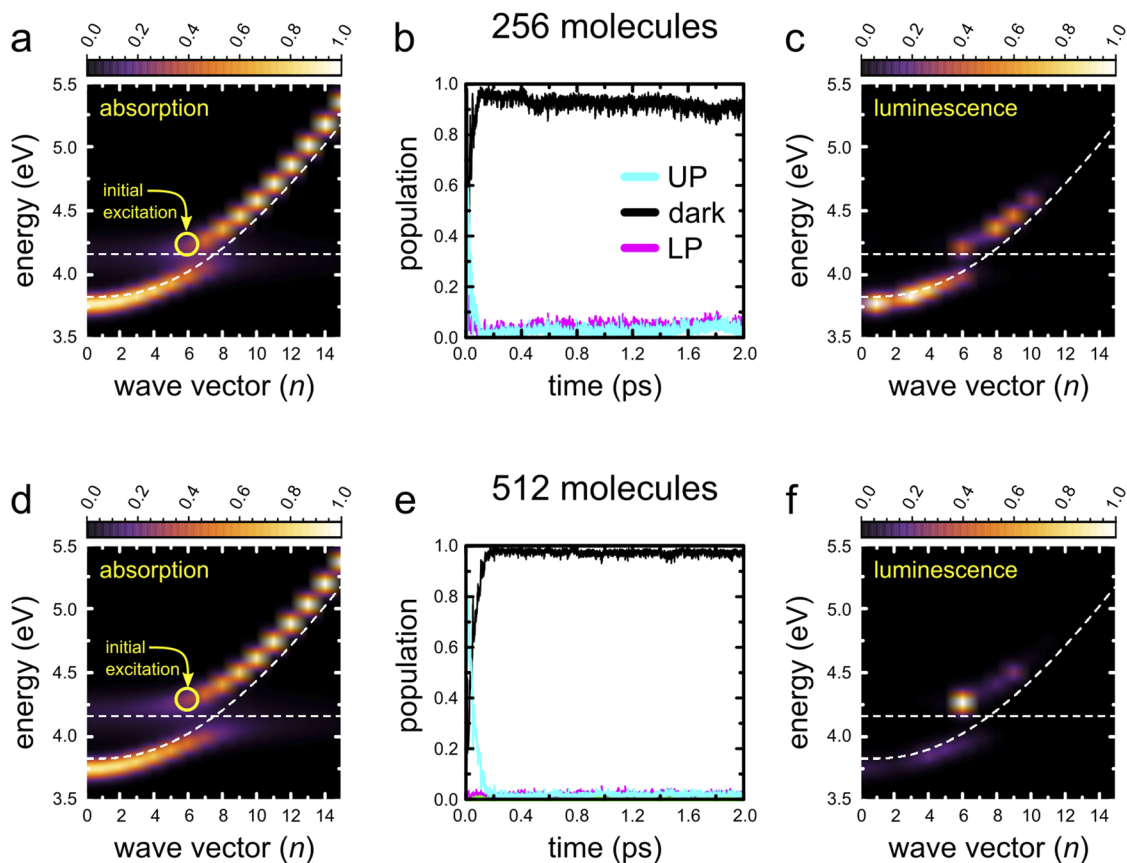 256 molecules
a
0.0 0.2 0.4 0.6 0.8 1.0
absorption
initial
excitation
energy (eV)
5.5
5.0
4.5
4.0
3.5
0 2 4 6 8 10 12 14
wave vector (n)
b
population
1.0
0.8
0.6
0.4
0.2
0.0
UP
dark
LP
0.0 0.4 0.8 1.2 1.6 2.0
time (ps)
c
0.0 0.2 0.4 0.6 0.8 1.0
luminescence
energy (eV)
5.5
5.0
4.5
4.0
3.5
0 2 4 6 8 10 12 14
wave vector (n)
512 molecules
d
0.0 0.2 0.4 0.6 0.8 1.0
absorption
initial
excitation
energy (eV)
5.5
5.0
4.5
4.0
3.5
0 2 4 6 8 10 12 14
wave vector (n)
e
population
1.0
0.8
0.6
0.4
0.2
0.0
0.0 0.4 0.8 1.2 1.6 2.0
time (ps)
f
0.0 0.2 0.4 0.6 0.8 1.0
luminescence
energy (eV)
5.5
5.0
4.5
4.0
3.5
0 2 4 6 8 10 12 14
wave vector (n)